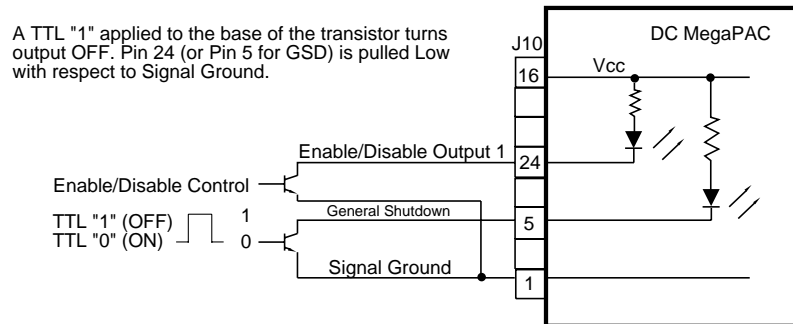 A TTL "1" applied to the base of the transistor turns
output OFF. Pin 24 (or Pin 5 for GSD) is pulled Low
with respect to Signal Ground.
J10
DC MegaPAC
16
Vcc
Enable/Disable Output 1
24
Enable/Disable Control
TTL "1" (OFF)
1
General Shutdown
5
TTL "0" (ON)
0
Signal Ground
1